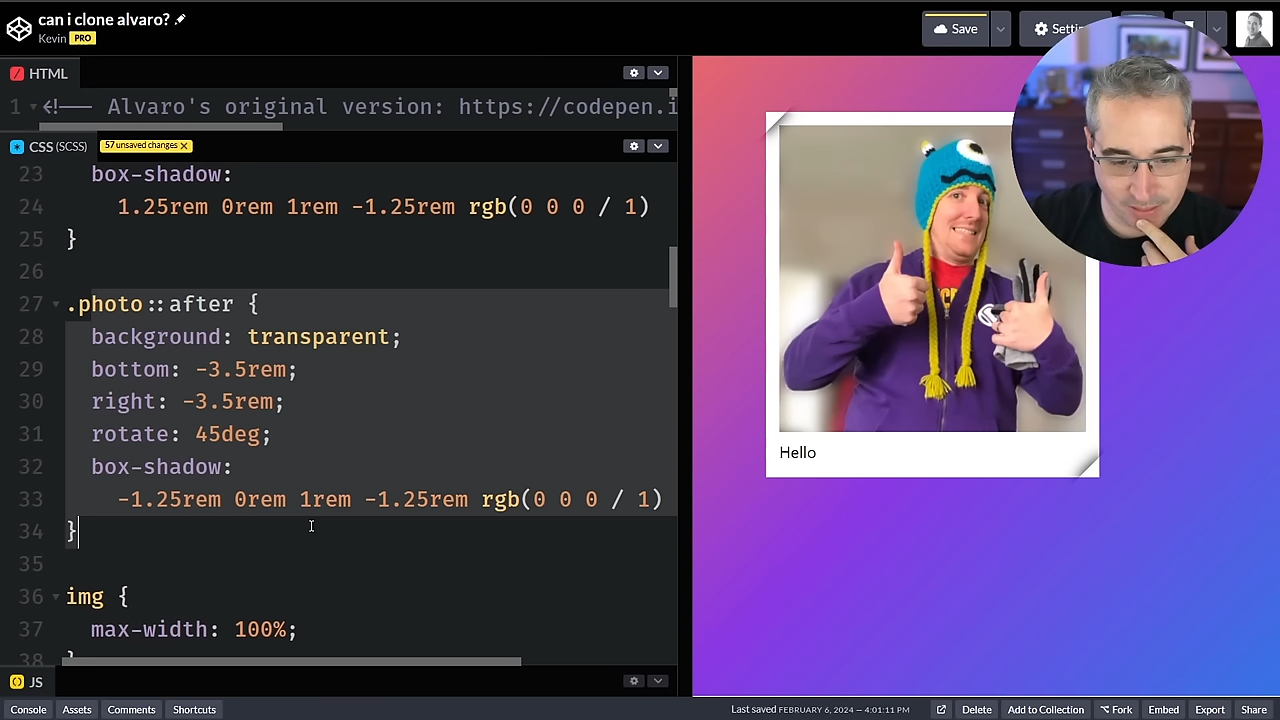 can i clone alvaro?
Kevin PRO
Save
HTML
1 <!-- Alvaro's original version: https://codepen.i
CSS (SCSS) 57 unsaved changes ×
23 box-shadow:
24 1.25rem 0rem 1rem -1.25rem rgb(0 0 0 / 1)
25 }
26
27 .photo::after {
28 background: transparent;
29 bottom: -3.5rem;
30 right: -3.5rem;
31 rotate: 45deg;
32 box-shadow:
33 -1.25rem 0rem 1rem -1.25rem rgb(0 0 0 / 1)
34 }
35
36 img {
37 max-width: 100%;
38 }
Hello
JS
Console Assets Comments Shortcuts Last saved FEBRUARY 6, 2024 — 4:01:11 PM Delete Add to Collection Fork Embed Export Share